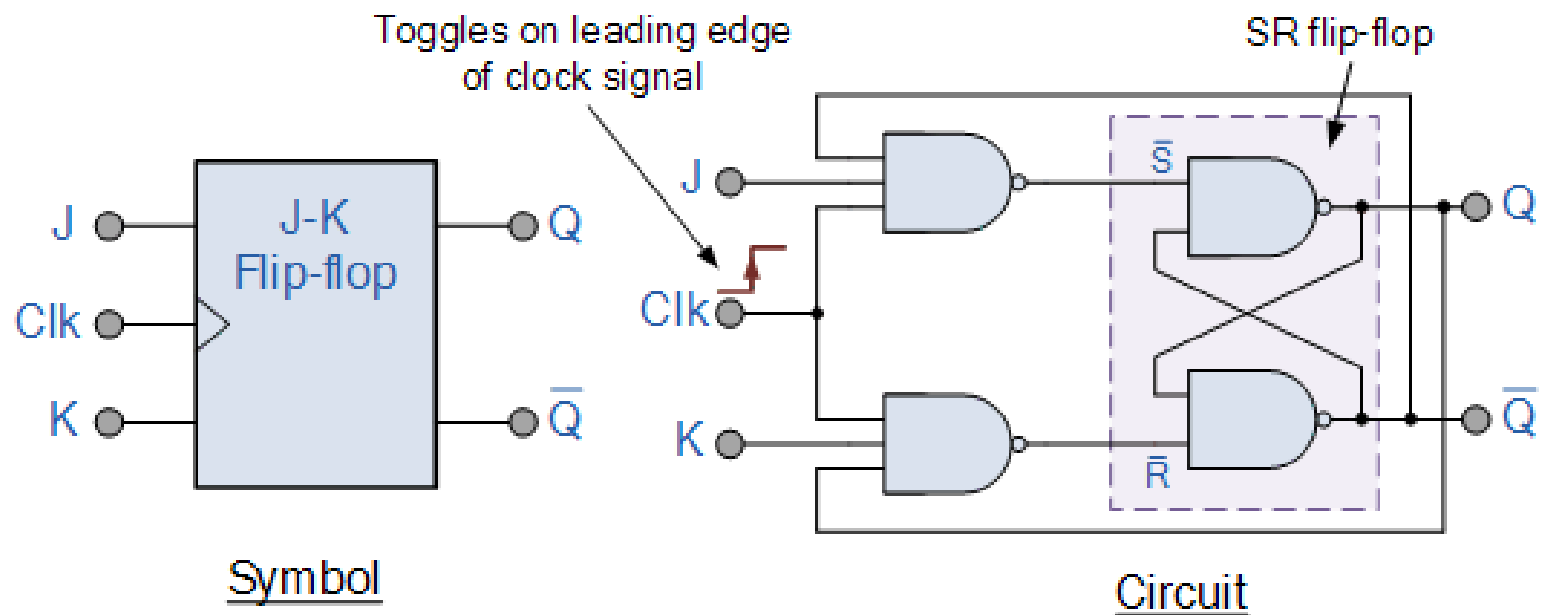 Toggles on leading edge
of clock signal
SR flip-flop
J
J-K
Flip-flop
Q
Clk
K
Q̅
Symbol
J
S̅
Q
Clk
K
R̅
Q̅
Circuit